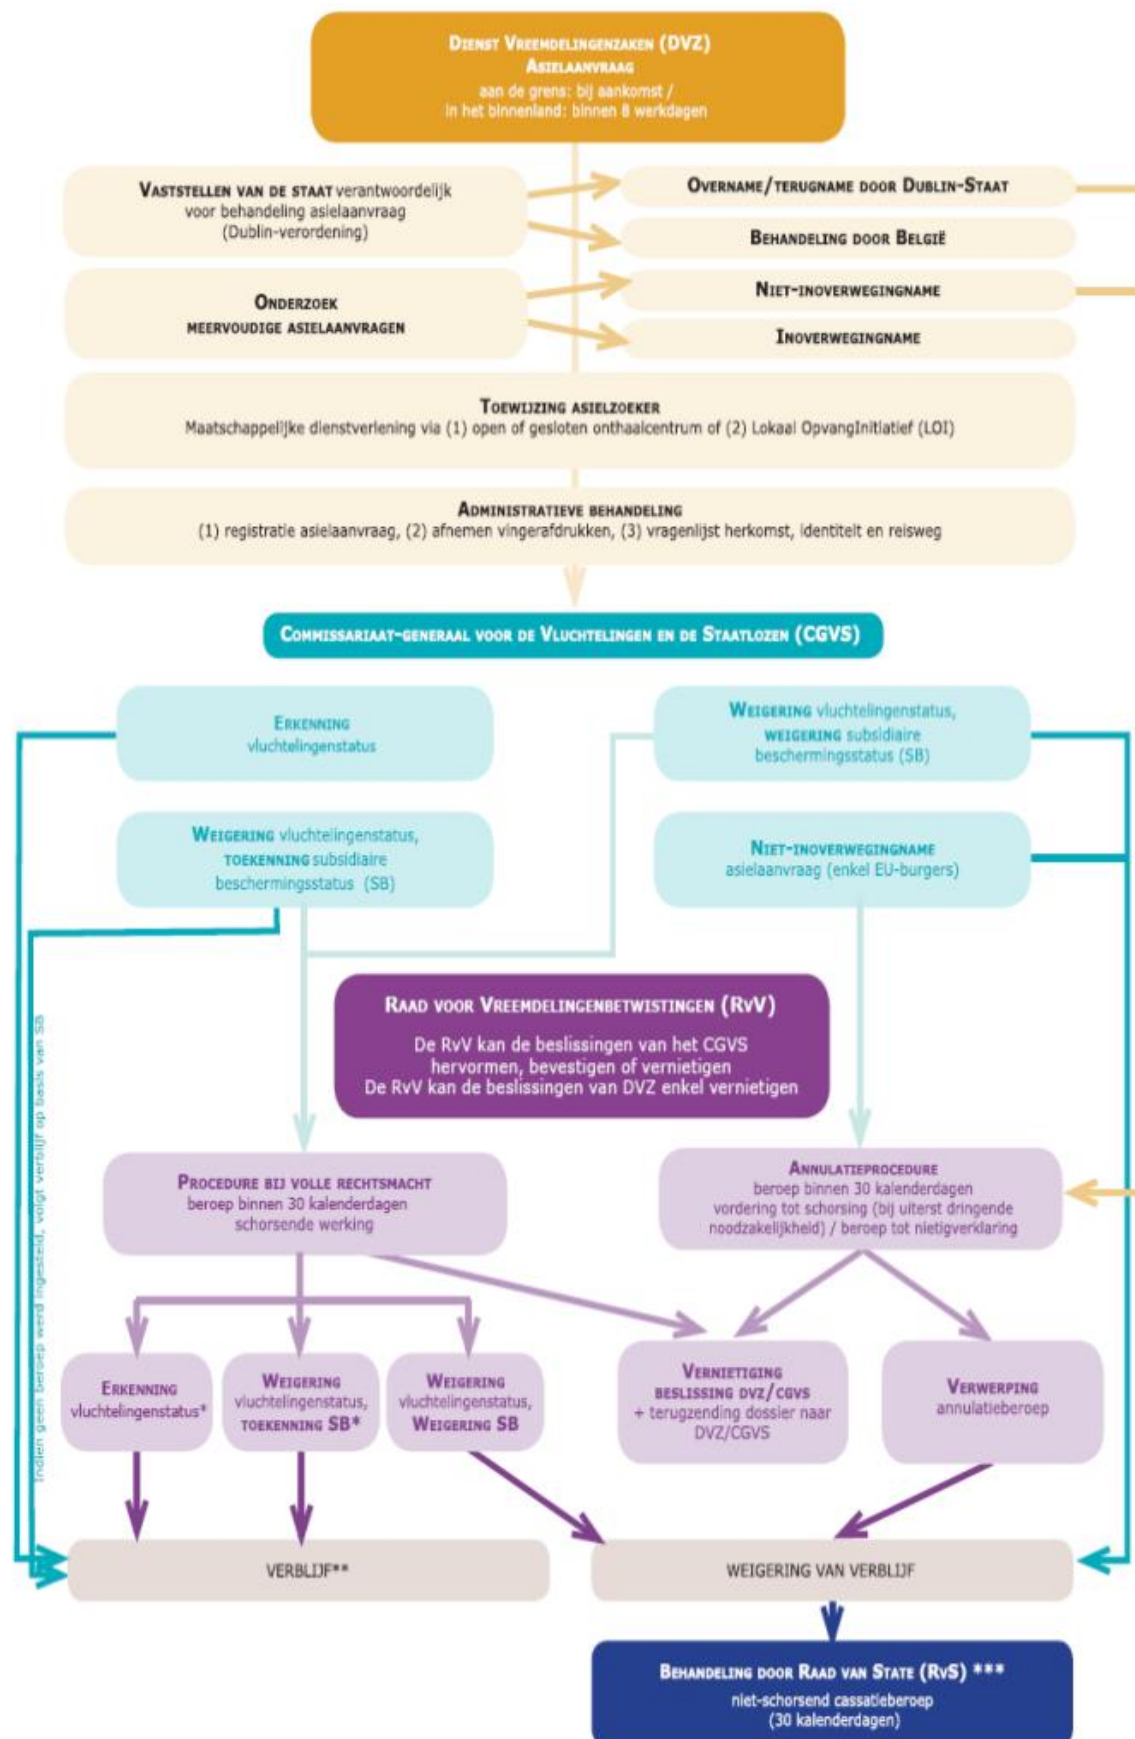 DIENST VREEMDELINGENZAKEN (DVZ)
ASIELAANVRAAG
aan de grens: bij aankomst /
in het binnenland: binnen 8 werkdagen
VASTSTELLEN VAN DE STAAT verantwoordelijk
voor behandeling asielaanvraag
(Dublin-verordening)
OVERNAME/TERUGNAME DOOR DUBLIN-STAAT
BEHANDELING DOOR BELGIË
ONDERZOEK
MEERVOUDIGE ASIELAANVRAGEN
NIET-INOVERWEGINGNAME
INOVERWEGINGNAME
TOEWIJZING ASIELZOEKER
Maatschappelijke dienstverlening via (1) open of gesloten onthaalcentrum of (2) Lokaal OpvangInitiatief (LOI)
ADMINISTRATIEVE BEHANDELING
(1) registratie asielaanvraag, (2) afnemen vingerafdrukken, (3) vragenlijst herkomst, identiteit en reisweg
COMMISSARIAAT-GENERAAL VOOR DE VLUCHTELINGEN EN DE STAATLOZEN (CGVS)
ERKENNING
vluchtelingenstatus
WEIGERING vluchtelingenstatus,
WEIGERING subsidiaire
beschermingsstatus (SB)
WEIGERING vluchtelingenstatus,
TOEKENNING subsidiaire
beschermingsstatus (SB)
NIET-INOVERWEGINGNAME
asielaanvraag (enkel EU-burgers)
RAAD VOOR VREEMDELINGENBETWISTINGEN (RvV)
De RvV kan de beslissingen van het CGVS
hervormen, bevestigen of vernietigen
De RvV kan de beslissingen van DVZ enkel vernietigen
Indien geen beroep werd ingesteld, volgt verblijf op basis van SB
PROCEDURE BIJ VOLLE RECHTSMACHT
beroep binnen 30 kalenderdagen
schorsende werking
ANNULATIEPROCEDURE
beroep binnen 30 kalenderdagen
vordering tot schorsing (bij uiterst dringende
noodzakelijkheid) / beroep tot nietigverklaring
ERKENNING
vluchtelingenstatus*
WEIGERING
vluchtelingenstatus,
TOEKENNING SB*
WEIGERING
vluchtelingenstatus,
WEIGERING SB
VERNIETIGING
BESLISSING DVZ/CGVS
+ terugzending dossier naar
DVZ/CGVS
VERWERPING
annulatieberoep
VERBLIJF**
WEIGERING VAN VERBLIJF
BEHANDELING DOOR RAAD VAN STATE (RvS) ***
niet-schorsend cassatieberoep
(30 kalenderdagen)